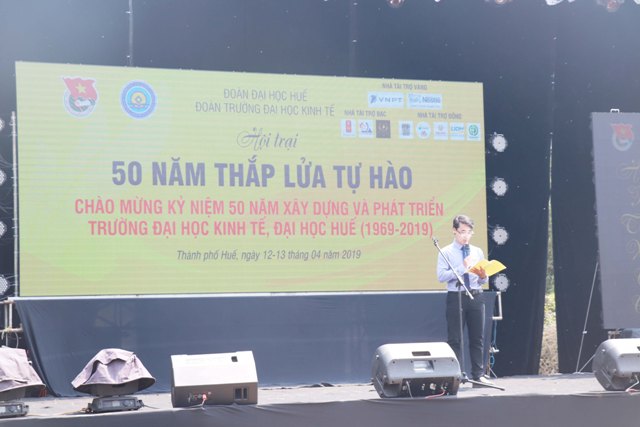 ĐOÀN ĐẠI HỌC HUẾ
ĐOÀN TRƯỜNG ĐẠI HỌC KINH TẾ
NHÀ TÀI TRỢ VÀNG
VNPT
NHÀ TÀI TRỢ BẠC
NHÀ TÀI TRỢ ĐỒNG
Hội trại
50 NĂM THẮP LỬA TỰ HÀO
CHÀO MỪNG KỶ NIỆM 50 NĂM XÂY DỰNG VÀ PHÁT TRIỂN
TRƯỜNG ĐẠI HỌC KINH TẾ, ĐẠI HỌC HUẾ (1969-2019)
Thành phố Huế, ngày 12-13 tháng 04 năm 2019